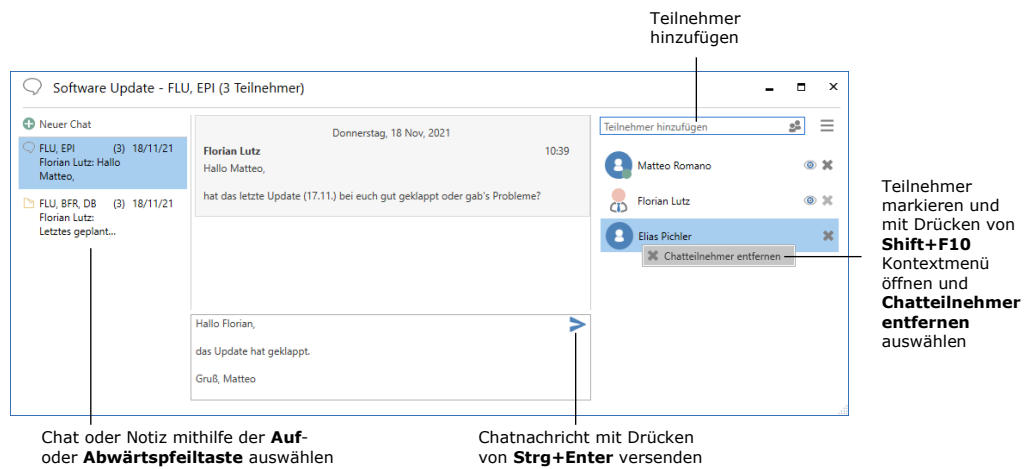 Teilnehmer
hinzufügen
Software Update - FLU, EPI (3 Teilnehmer)
Neuer Chat
FLU, EPI (3) 18/11/21
Florian Lutz: Hallo
Matteo,
FLU, BFR, DB (3) 18/11/21
Florian Lutz:
Letztes geplant...
Donnerstag, 18 Nov, 2021
Florian Lutz 10:39
Hallo Matteo,
hat das letzte Update (17.11.) bei euch gut geklappt oder gab's Probleme?
Hallo Florian,
das Update hat geklappt.
Gruß, Matteo
Teilnehmer hinzufügen
Matteo Romano
Florian Lutz
Elias Pichler
Chatteilnehmer entfernen
Teilnehmer
markieren und
mit Drücken von
Shift+F10
Kontextmenü
öffnen und
Chatteilnehmer
entfernen
auswählen
Chat oder Notiz mithilfe der Auf-
oder Abwärtspfeiltaste auswählen
Chatnachricht mit Drücken
von Strg+Enter versenden